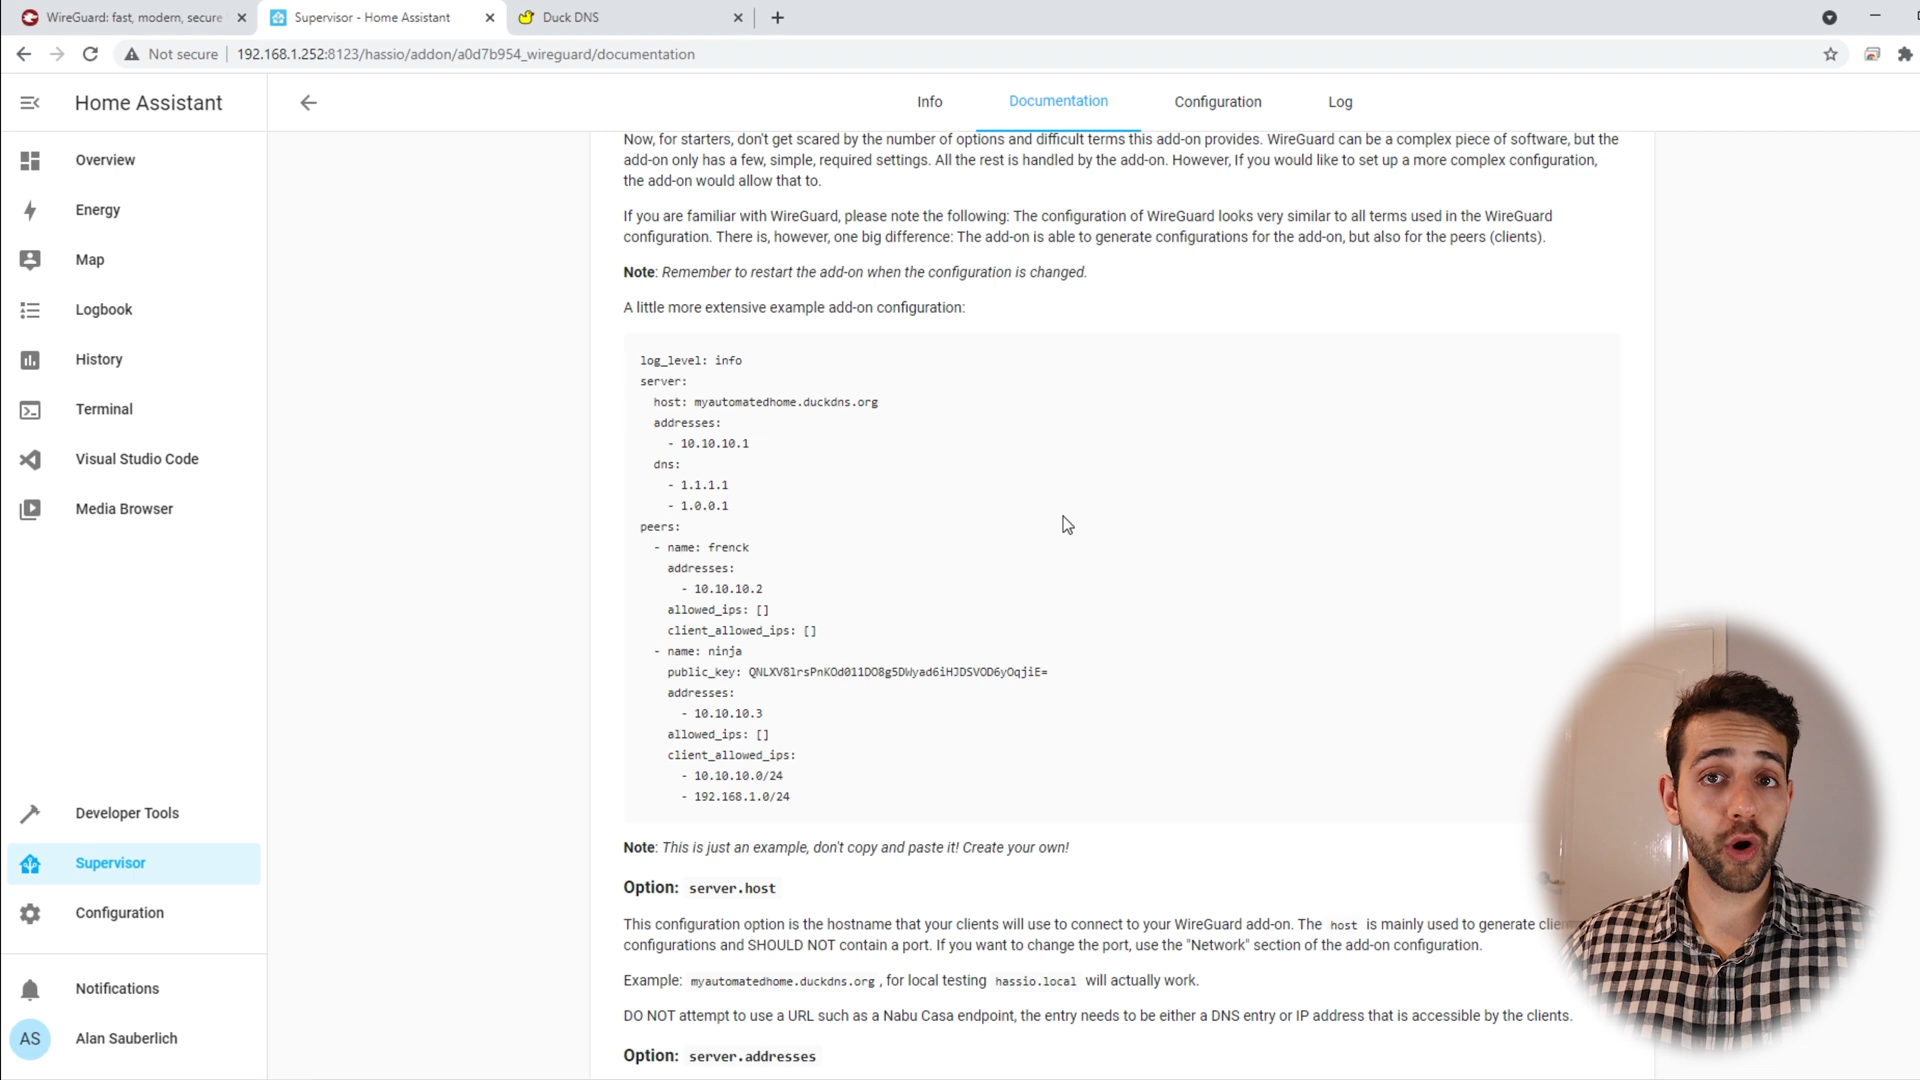 WireGuard: fast, modern, secure
Supervisor - Home Assistant
Duck DNS
Not secure
192.168.1.252:8123/hassio/addon/a0d7b954_wireguard/documentation
Home Assistant
Info
Documentation
Configuration
Log
Overview
Energy
Map
Logbook
History
Terminal
Visual Studio Code
Media Browser
Developer Tools
Supervisor
Configuration
Notifications
AS
Alan Sauberlich
Now, for starters, don't get scared by the number of options and difficult terms this add-on provides. WireGuard can be a complex piece of software, but the
add-on only has a few, simple, required settings. All the rest is handled by the add-on. However, If you would like to set up a more complex configuration,
the add-on would allow that to.
If you are familiar with WireGuard, please note the following: The configuration of WireGuard looks very similar to all terms used in the WireGuard
configuration. There is, however, one big difference: The add-on is able to generate configurations for the add-on, but also for the peers (clients).
Note: Remember to restart the add-on when the configuration is changed.
A little more extensive example add-on configuration:
log_level: info
server:
host: myautomatedhome.duckdns.org
addresses:
- 10.10.10.1
dns:
- 1.1.1.1
- 1.0.0.1
peers:
- name: frenck
addresses:
- 10.10.10.2
allowed_ips: []
client_allowed_ips: []
- name: ninja
public_key: QNLXV8lrsPnKOd011DO8g5DWyad6iHJDSVOD6yOqjiE=
addresses:
- 10.10.10.3
allowed_ips: []
client_allowed_ips:
- 10.10.10.0/24
- 192.168.1.0/24
Note: This is just an example, don't copy and paste it! Create your own!
Option: server.host
This configuration option is the hostname that your clients will use to connect to your WireGuard add-on. The host is mainly used to generate clien
configurations and SHOULD NOT contain a port. If you want to change the port, use the "Network" section of the add-on configuration.
Example: myautomatedhome.duckdns.org, for local testing hassio.local will actually work.
DO NOT attempt to use a URL such as a Nabu Casa endpoint, the entry needs to be either a DNS entry or IP address that is accessible by the clients.
Option: server.addresses